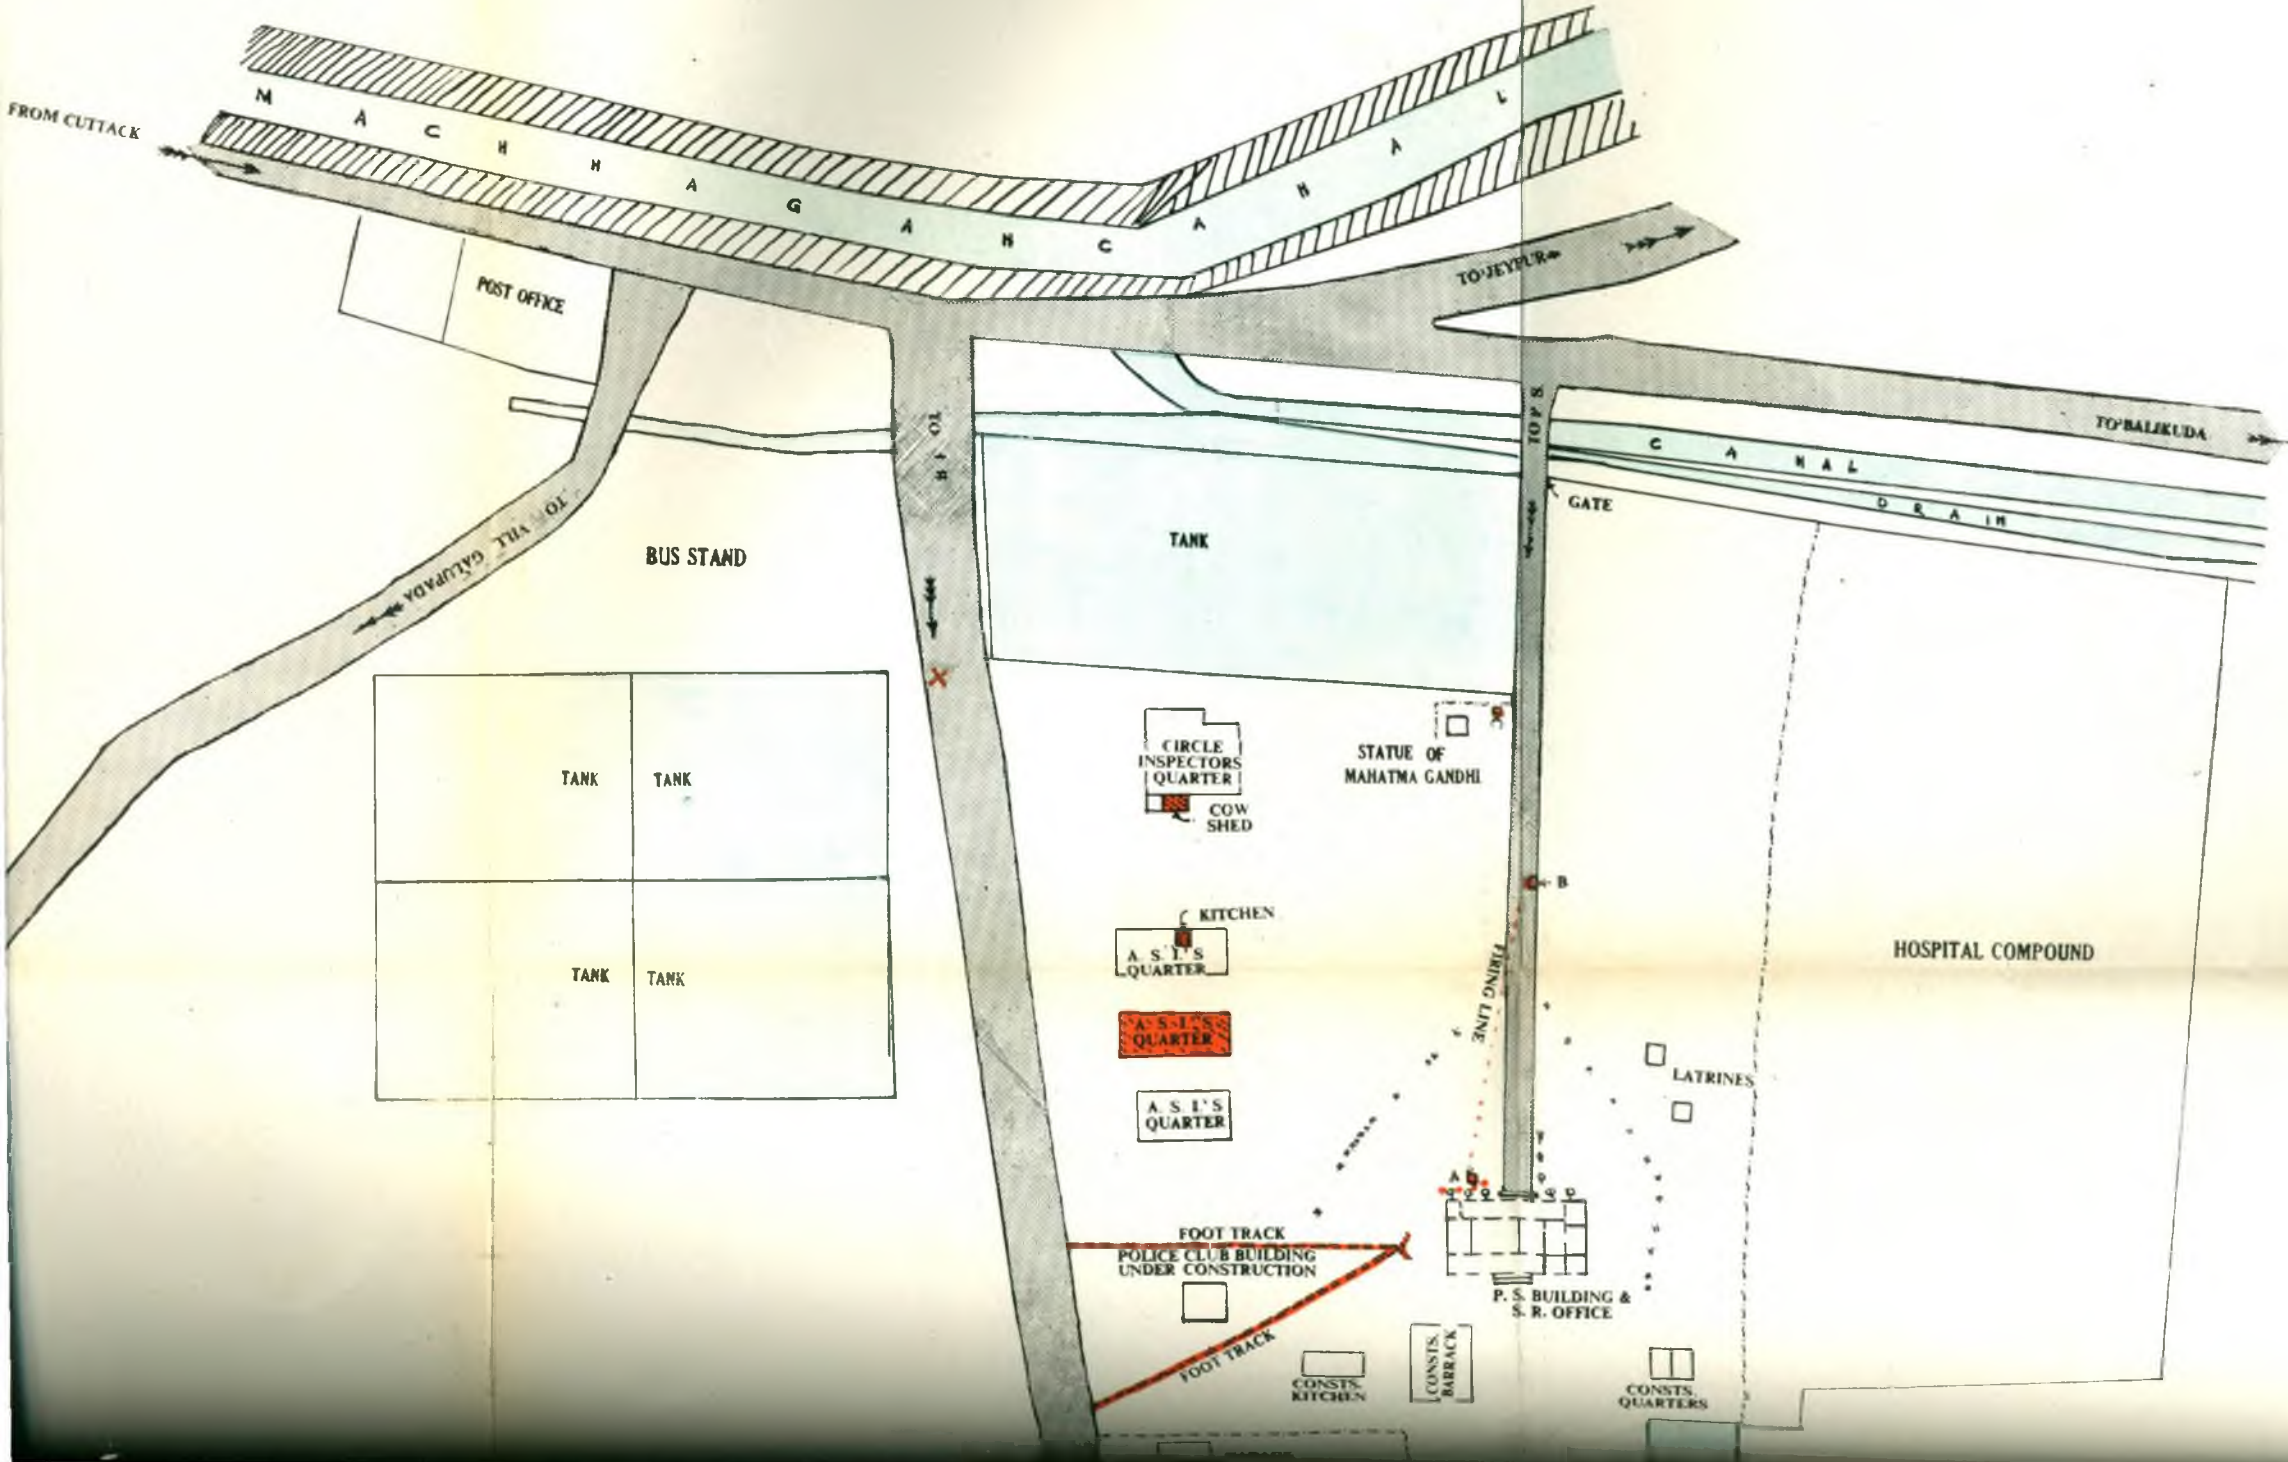 FROM CUTTACK
MACHHAGAN CANAL
POST OFFICE
TO JEYPUR
TO BALIKUDA
TO P.S.
CANAL
DRAIN
GATE
TO VILL GALUPADA
BUS STAND
TANK
TANK
TANK
TANK
TANK
CIRCLE
INSPECTORS
QUARTER
COW
SHED
STATUE OF
MAHATMA GANDHI
C
B
KITCHEN
A. S. I.'S
QUARTER
A. S. I.'S
QUARTER
A. S. I.'S
QUARTER
FIRING LINE
HOSPITAL COMPOUND
LATRINES
A
FOOT TRACK
POLICE CLUB BUILDING
UNDER CONSTRUCTION
FOOT TRACK
P. S. BUILDING &
S. R. OFFICE
CONSTS.
KITCHEN
CONSTS.
BARRACK
CONSTS.
QUARTERS